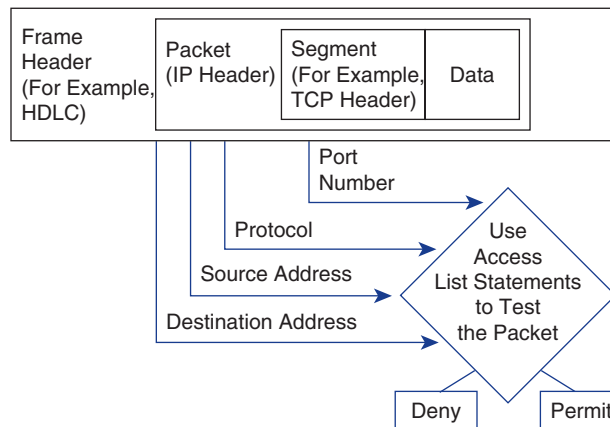 Frame
Header
(For Example,
HDLC)
Packet
(IP Header)
Segment
(For Example,
TCP Header)
Data
Port
Number
Protocol
Source Address
Destination Address
Use
Access
List Statements
to Test
the Packet
Deny
Permit